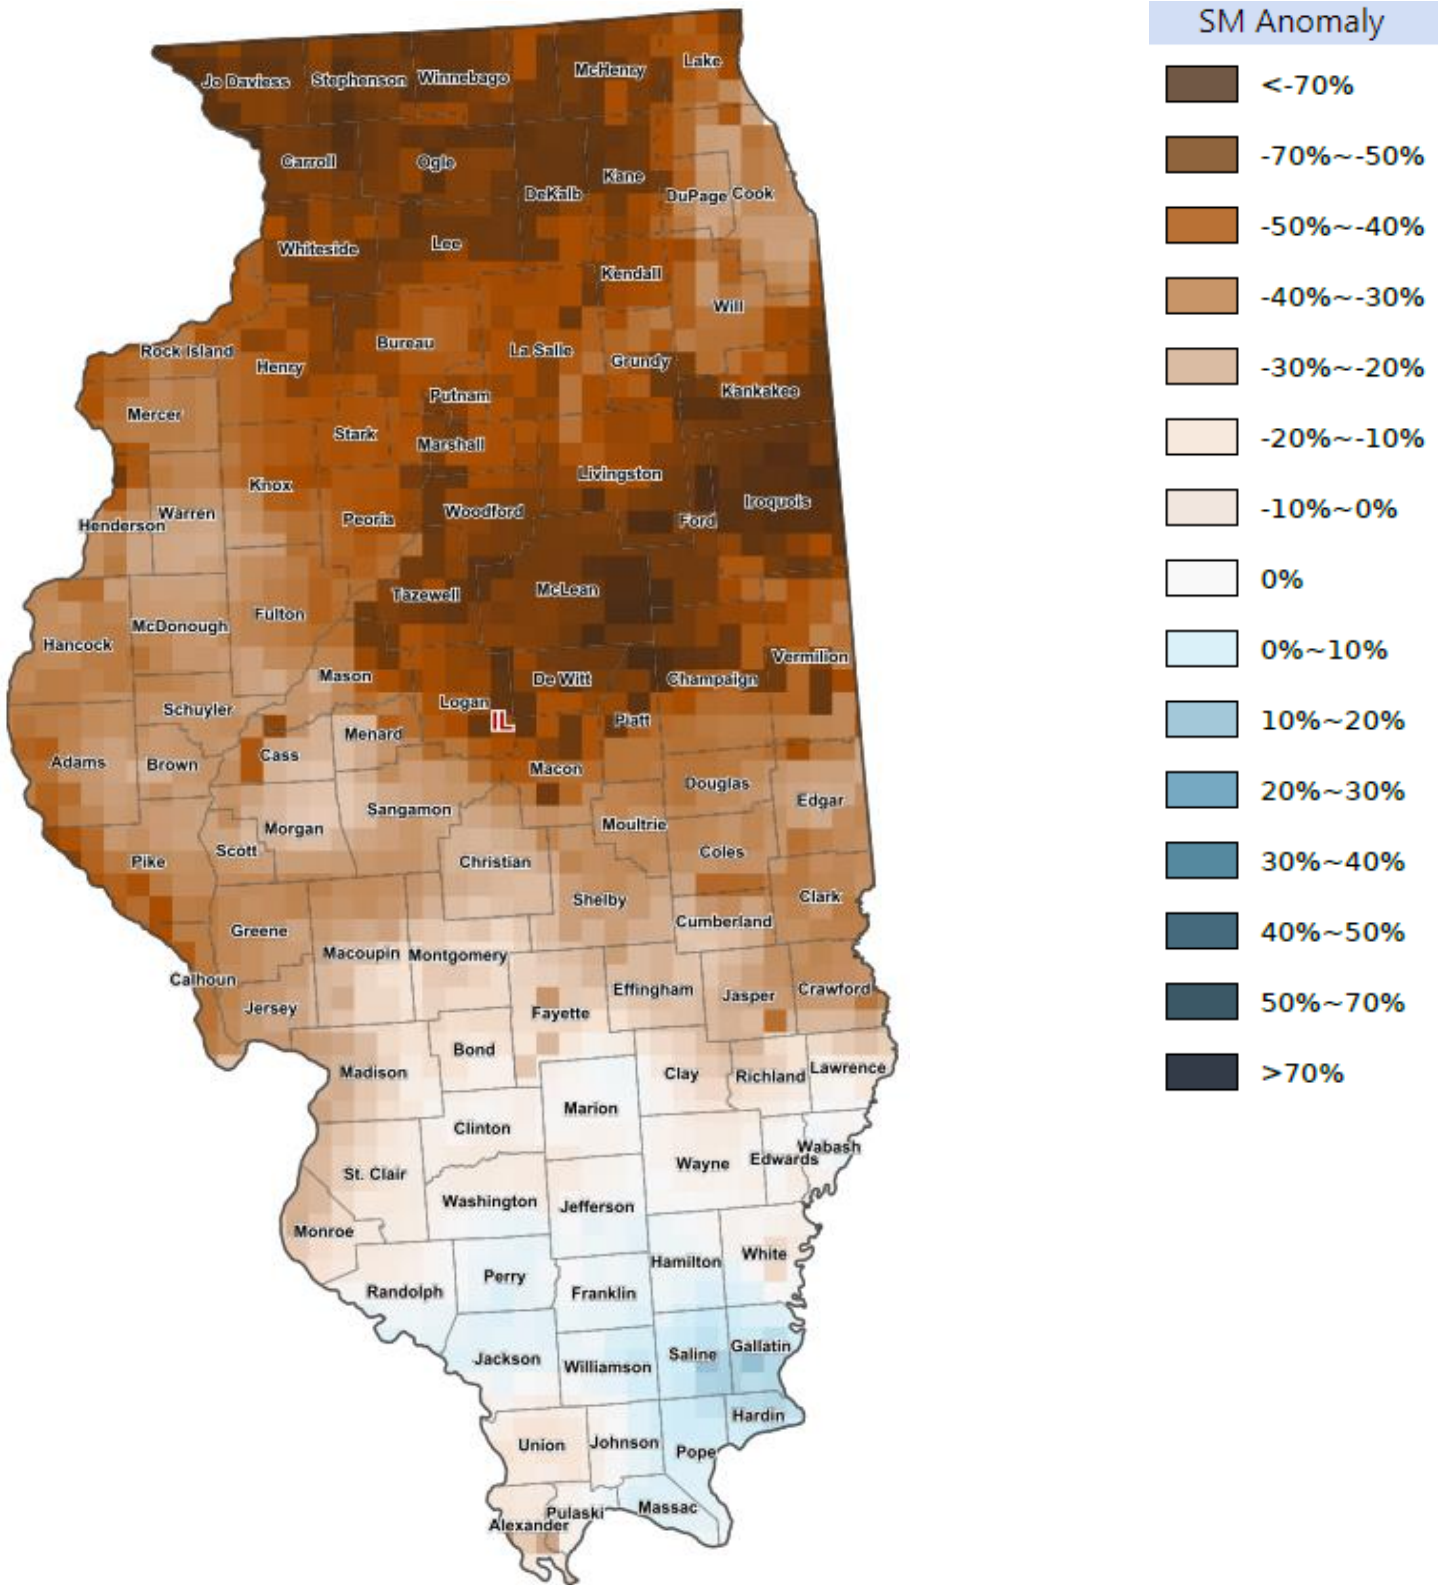 SM Anomaly
<-70%
-70%~-50%
-50%~-40%
-40%~-30%
-30%~-20%
-20%~-10%
-10%~0%
0%
0%~10%
10%~20%
20%~30%
30%~40%
40%~50%
50%~70%
>70%
Jo Daviess
Stephenson
Winnebago
McHenry
Lake
Carroll
Ogle
DeKalb
Kane
DuPage
Cook
Whiteside
Lee
Kendall
Will
Rock Island
Henry
Bureau
La Salle
Grundy
Kankakee
Mercer
Putnam
Stark
Marshall
Livingston
Iroquois
Henderson
Warren
Knox
Peoria
Woodford
Ford
Hancock
McDonough
Fulton
Tazewell
McLean
Vermilion
Schuyler
Mason
Logan
IL
De Witt
Champaign
Piatt
Adams
Brown
Cass
Menard
Macon
Douglas
Edgar
Pike
Scott
Morgan
Sangamon
Christian
Moultrie
Coles
Shelby
Cumberland
Clark
Greene
Calhoun
Jersey
Macoupin
Montgomery
Fayette
Effingham
Jasper
Crawford
Madison
Bond
Marion
Clay
Richland
Lawrence
Clinton
Wayne
Edwards
Wabash
St. Clair
Washington
Jefferson
Monroe
Randolph
Perry
Franklin
Hamilton
White
Jackson
Williamson
Saline
Gallatin
Union
Johnson
Pope
Hardin
Alexander
Pulaski
Massac